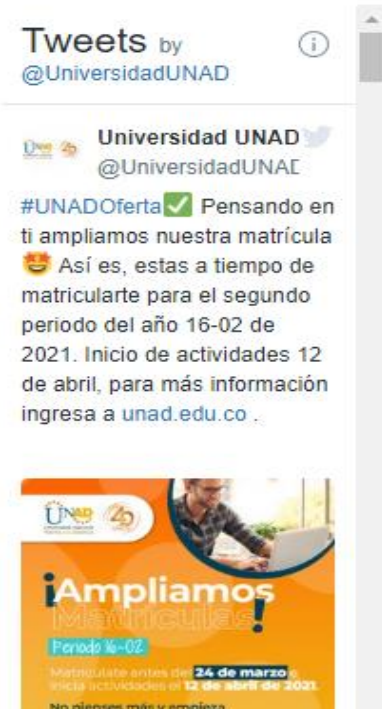 Tweets by
@UniversidadUNAD
Universidad UNAD
@UniversidadUNAD
#UNADOferta✅ Pensando en
ti ampliamos nuestra matrícula
🤩 Así es, estas a tiempo de
matricularte para el segundo
periodo del año 16-02 de
2021. Inicio de actividades 12
de abril, para más información
ingresa a unad.edu.co .
UNAD
¡Ampliamos
Matrículas!
Periodo 16-02
Matricúlate antes del 24 de marzo e
inicia actividades el 12 de abril de 2021.
No pienses más y empieza